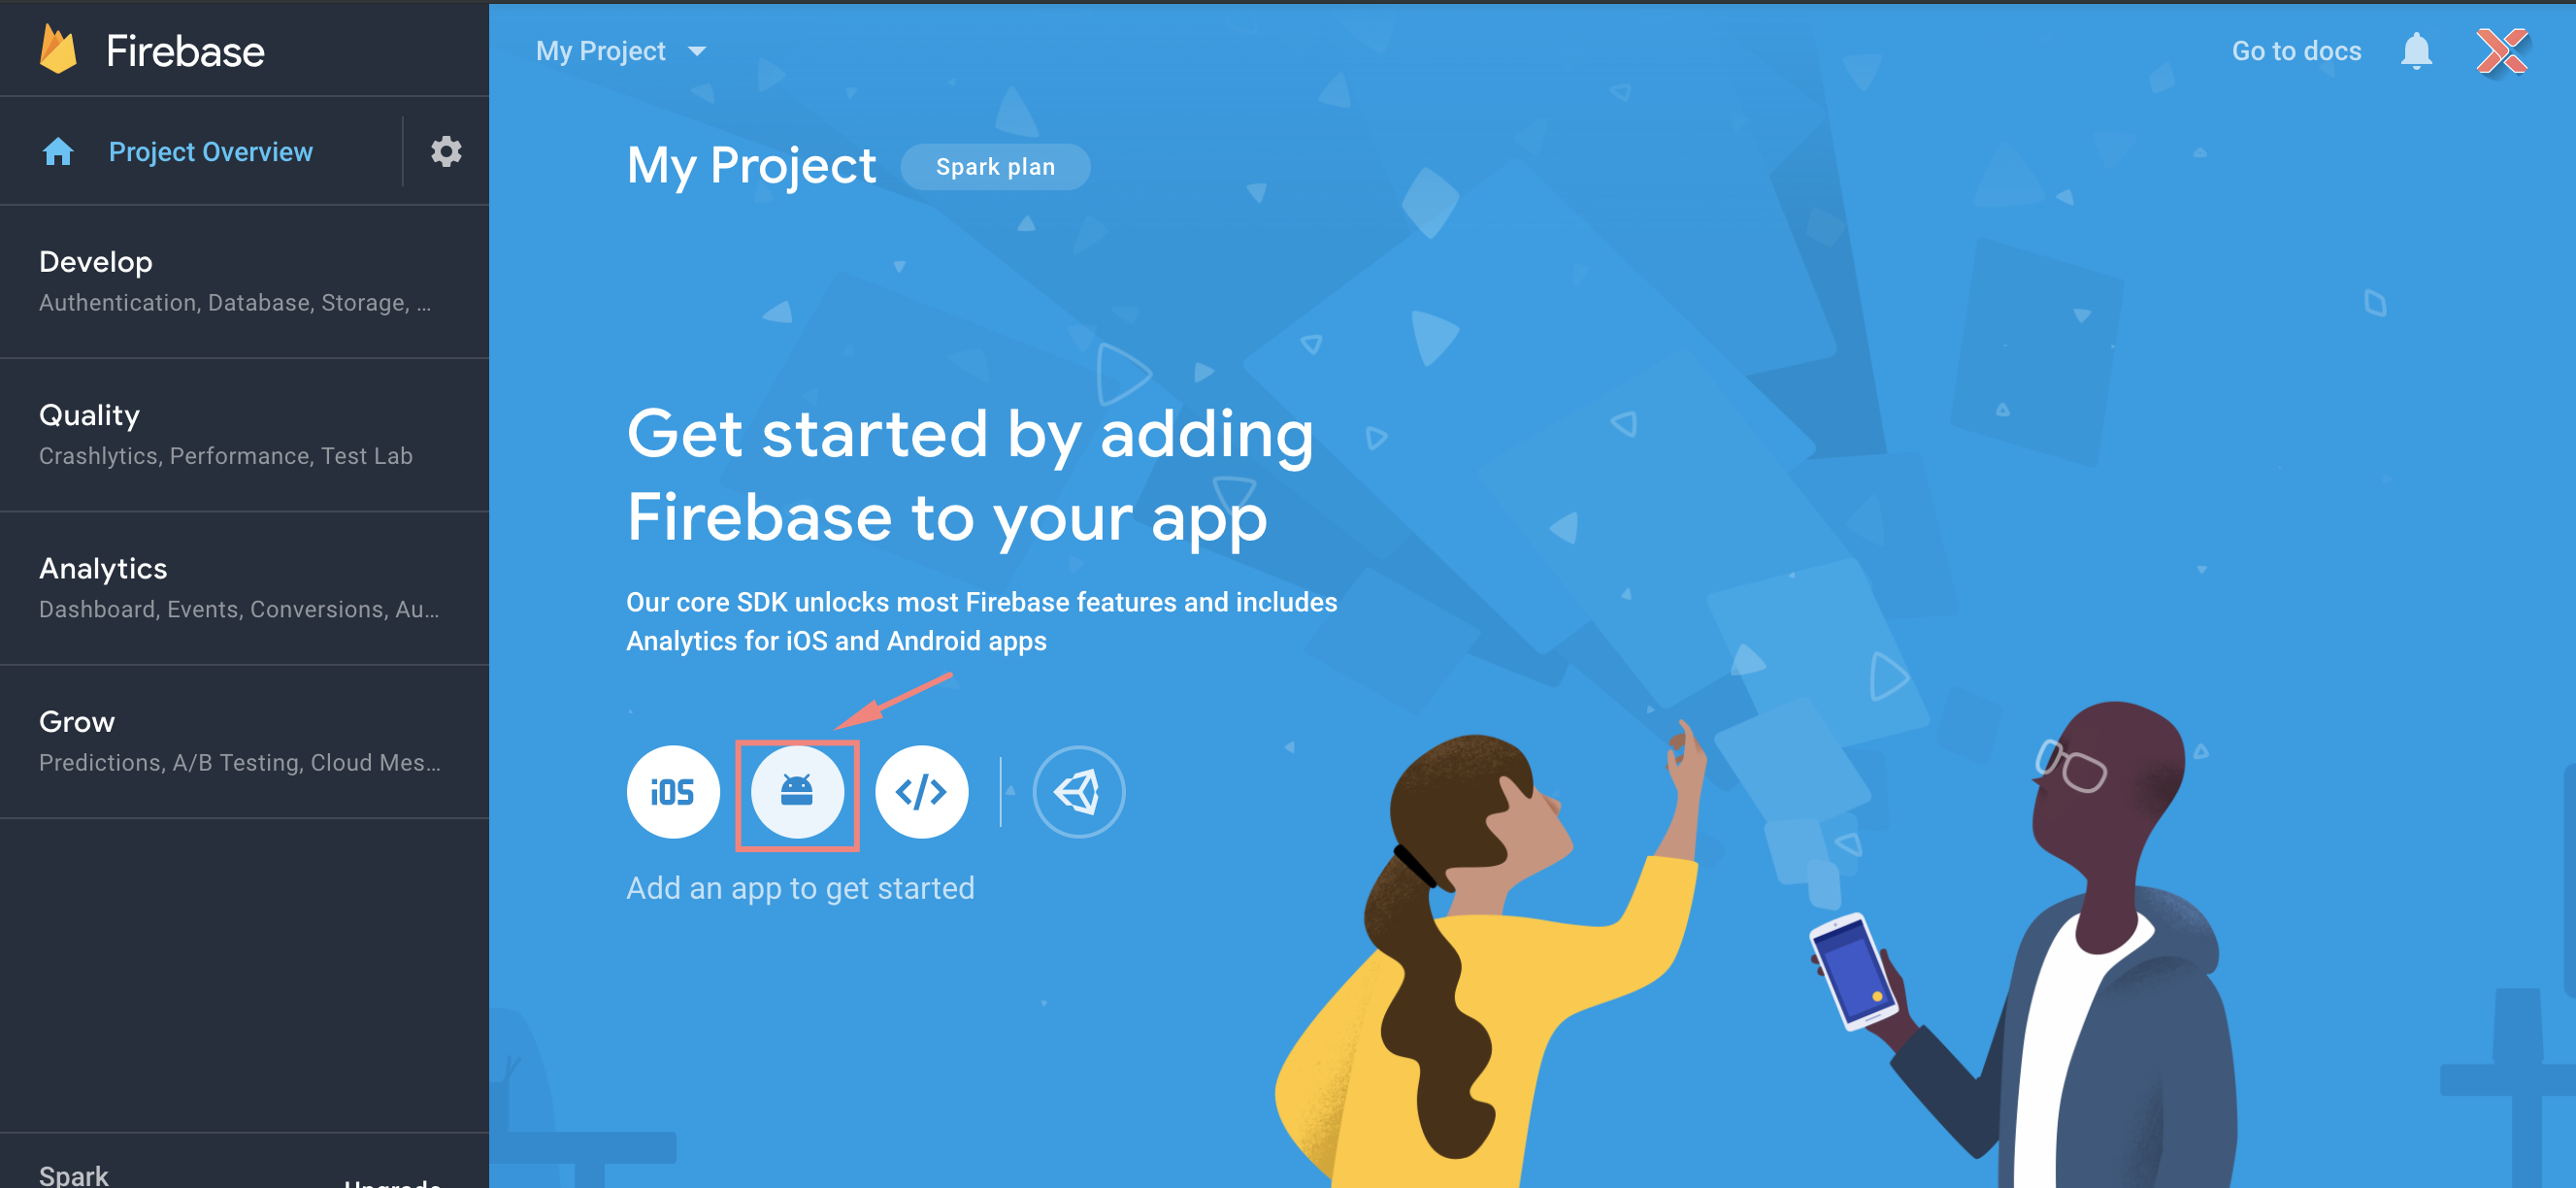 Firebase
Project Overview
Develop
Authentication, Database, Storage, ...
Quality
Crashlytics, Performance, Test Lab
Analytics
Dashboard, Events, Conversions, Au...
Grow
Predictions, A/B Testing, Cloud Mes...
Spark
Upgrade
My Project
Go to docs
My Project
Spark plan
Get started by adding
Firebase to your app
Our core SDK unlocks most Firebase features and includes
Analytics for iOS and Android apps
iOS
</>
Add an app to get started